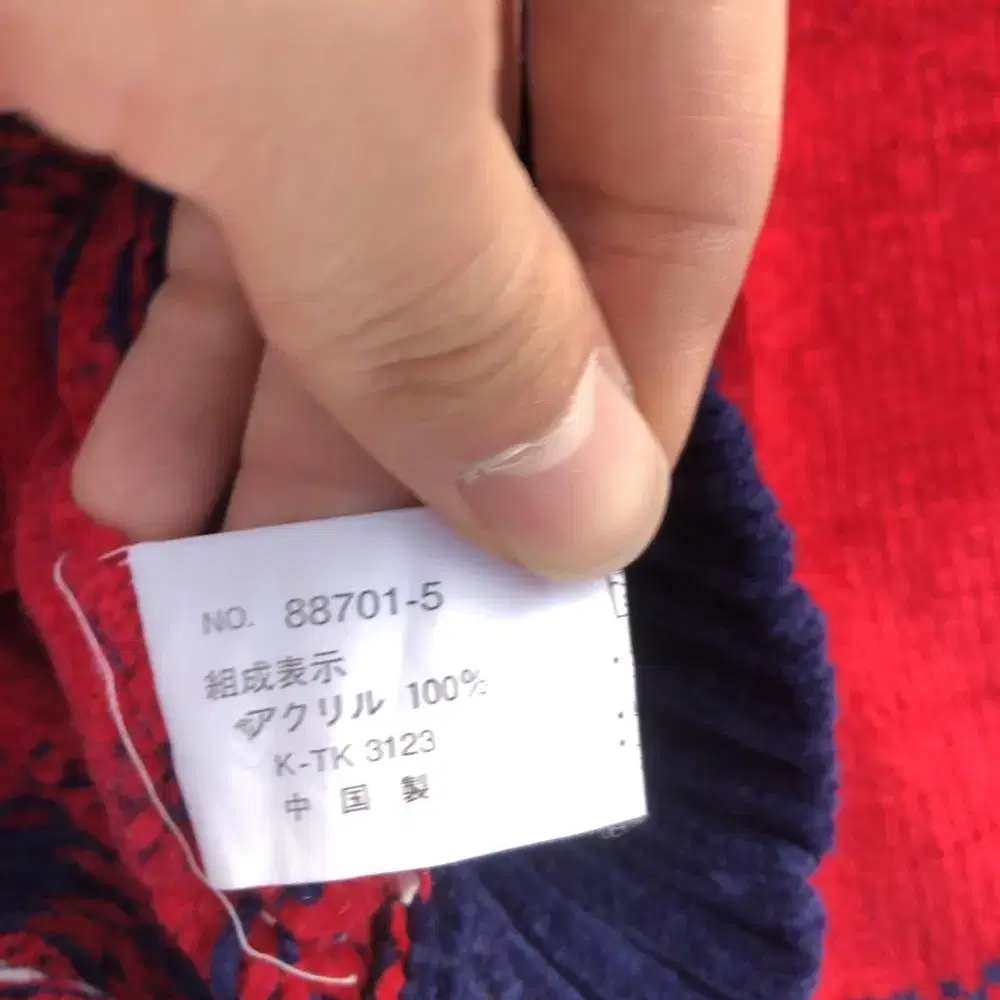 NO. 88701-5
組成表示
アクリル 100%
K-TK 3123
中 国 製